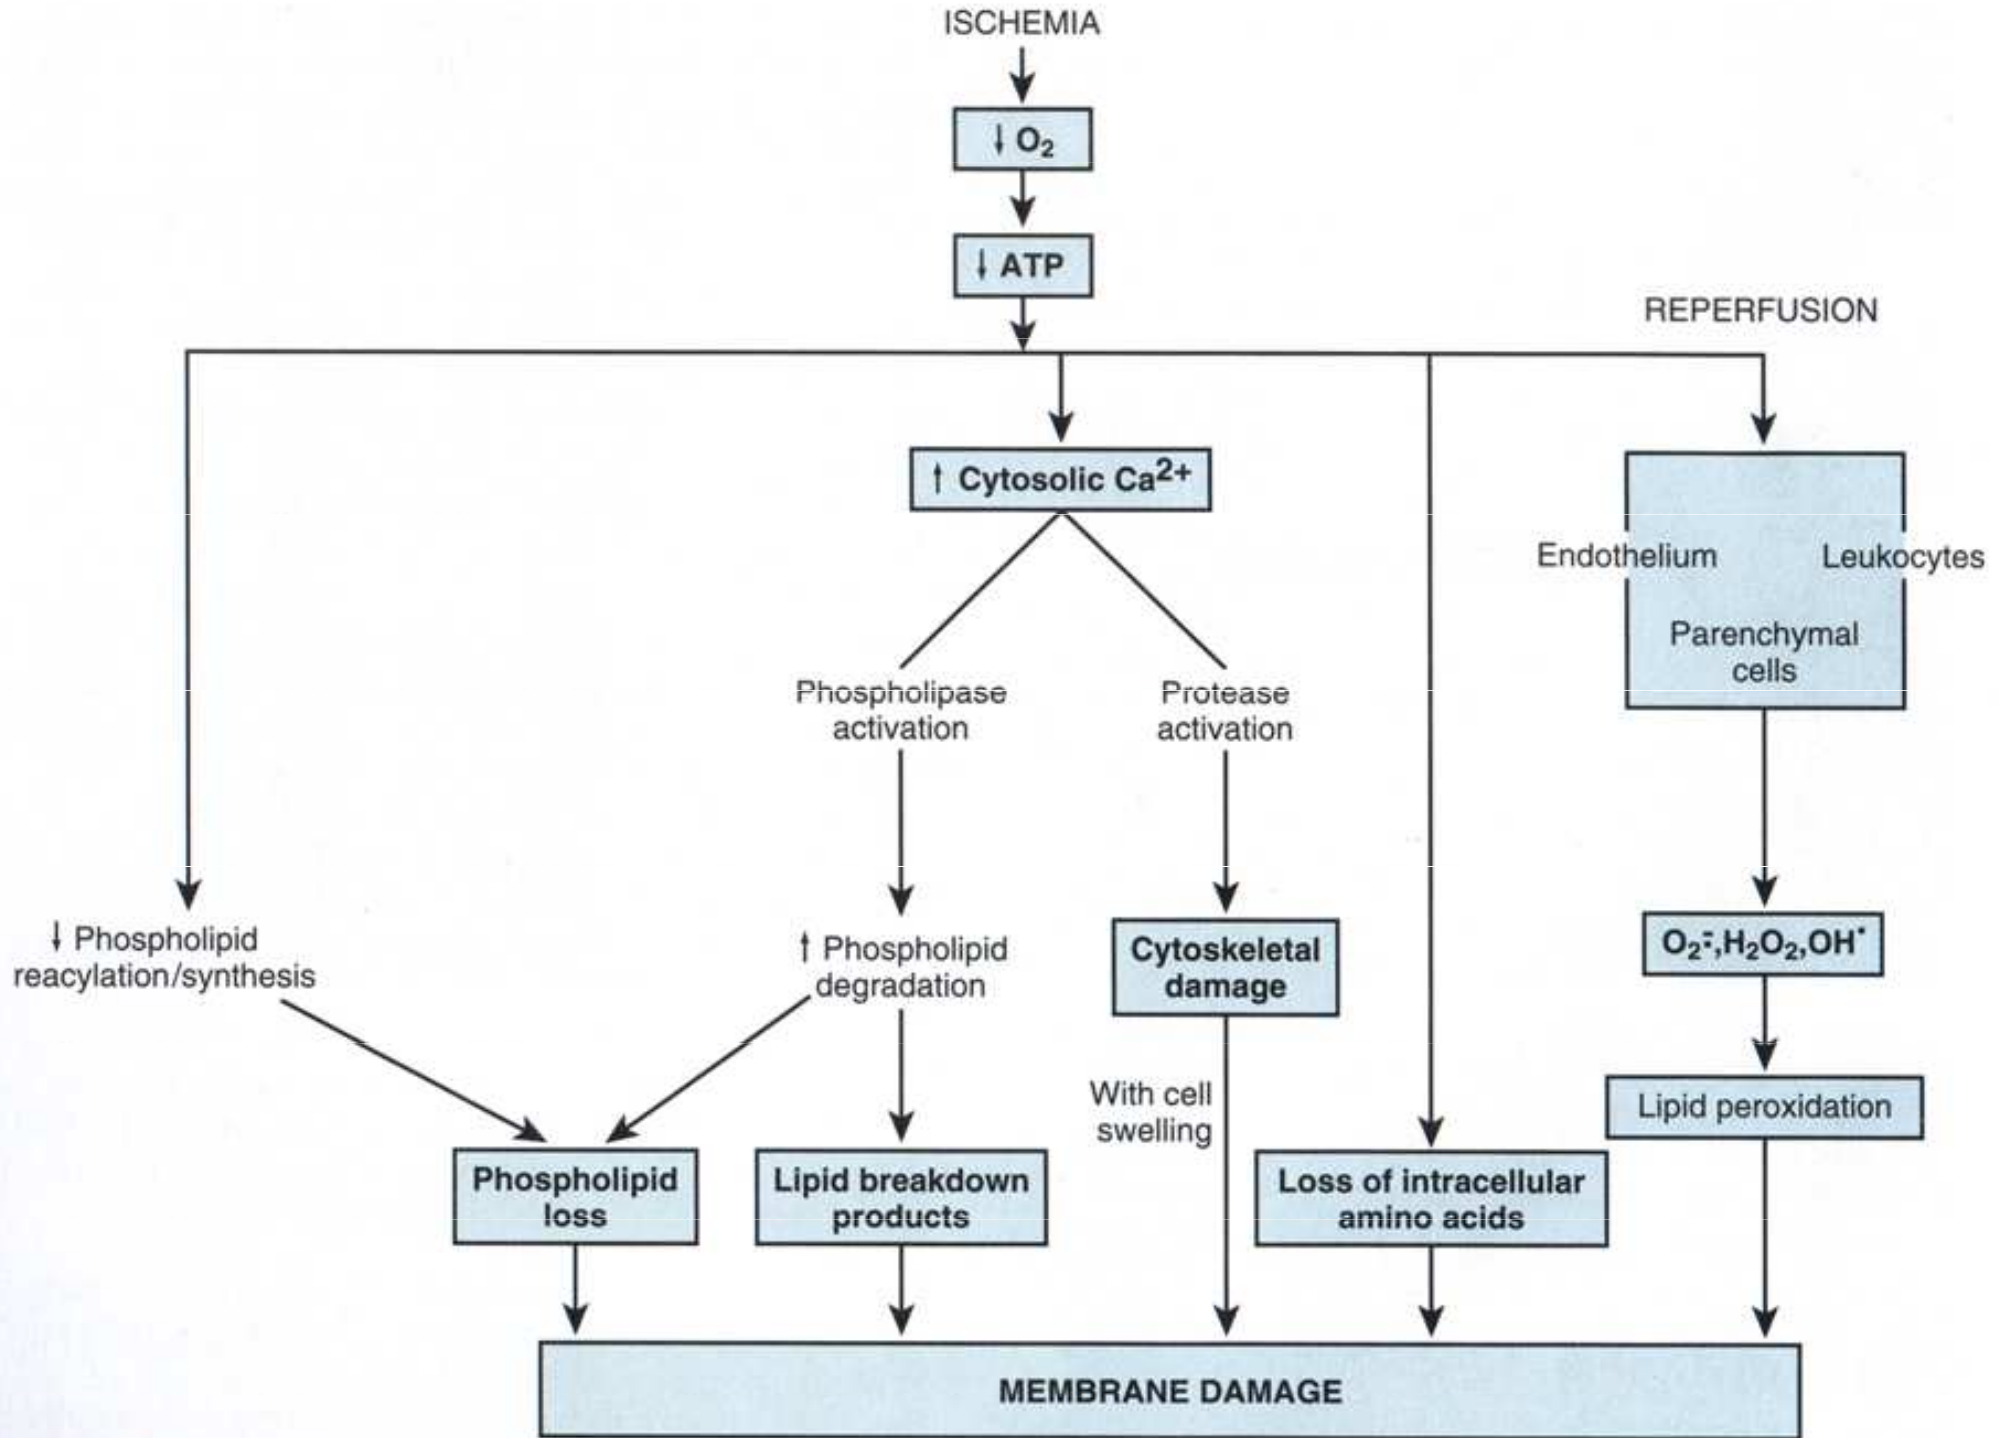 ISCHEMIA
↓ O₂
↓ ATP
REPERFUSION
↑ Cytosolic Ca²⁺
Endothelium
Leukocytes
Parenchymal
cells
Phospholipase
activation
Protease
activation
↓ Phospholipid
reacylation/synthesis
↑ Phospholipid
degradation
Cytoskeletal
damage
O₂⁻̇,H₂O₂,OH˙
With cell
swelling
Lipid peroxidation
Phospholipid
loss
Lipid breakdown
products
Loss of intracellular
amino acids
MEMBRANE DAMAGE